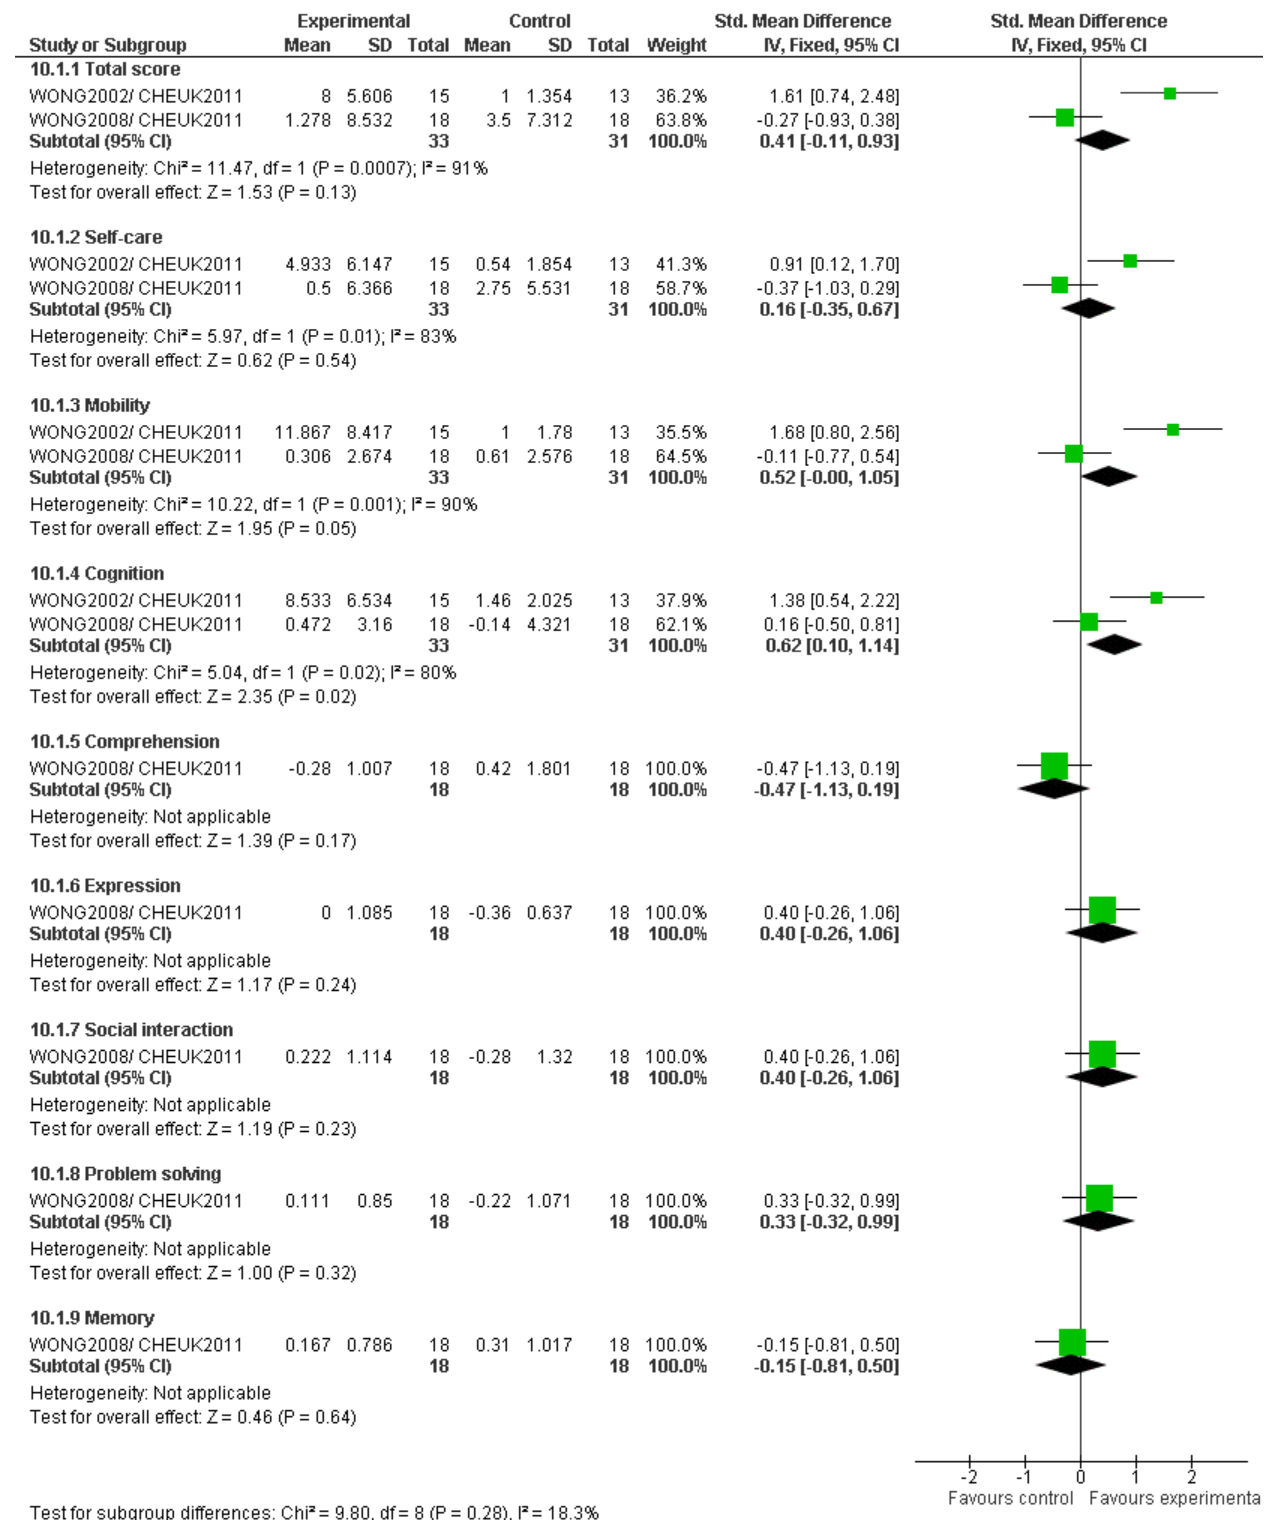 Experimental Control Std. Mean Difference Std. Mean Difference
Study or Subgroup Mean SD Total Mean SD Total Weight IV, Fixed, 95% CI IV, Fixed, 95% CI
10.1.1 Total score
WONG2002/ CHEUK2011 8 5.606 15 1 1.354 13 36.2% 1.61 [0.74, 2.48]
WONG2008/ CHEUK2011 1.278 8.532 18 3.5 7.312 18 63.8% -0.27 [-0.93, 0.38]
Subtotal (95% CI) 33 31 100.0% 0.41 [-0.11, 0.93]
Heterogeneity: Chi² = 11.47, df = 1 (P = 0.0007); I² = 91%
Test for overall effect: Z = 1.53 (P = 0.13)
10.1.2 Self-care
WONG2002/ CHEUK2011 4.933 6.147 15 0.54 1.854 13 41.3% 0.91 [0.12, 1.70]
WONG2008/ CHEUK2011 0.5 6.366 18 2.75 5.531 18 58.7% -0.37 [-1.03, 0.29]
Subtotal (95% CI) 33 31 100.0% 0.16 [-0.35, 0.67]
Heterogeneity: Chi² = 5.97, df = 1 (P = 0.01); I² = 83%
Test for overall effect: Z = 0.62 (P = 0.54)
10.1.3 Mobility
WONG2002/ CHEUK2011 11.867 8.417 15 1 1.78 13 35.5% 1.68 [0.80, 2.56]
WONG2008/ CHEUK2011 0.306 2.674 18 0.61 2.576 18 64.5% -0.11 [-0.77, 0.54]
Subtotal (95% CI) 33 31 100.0% 0.52 [-0.00, 1.05]
Heterogeneity: Chi² = 10.22, df = 1 (P = 0.001); I² = 90%
Test for overall effect: Z = 1.95 (P = 0.05)
10.1.4 Cognition
WONG2002/ CHEUK2011 8.533 6.534 15 1.46 2.025 13 37.9% 1.38 [0.54, 2.22]
WONG2008/ CHEUK2011 0.472 3.16 18 -0.14 4.321 18 62.1% 0.16 [-0.50, 0.81]
Subtotal (95% CI) 33 31 100.0% 0.62 [0.10, 1.14]
Heterogeneity: Chi² = 5.04, df = 1 (P = 0.02); I² = 80%
Test for overall effect: Z = 2.35 (P = 0.02)
10.1.5 Comprehension
WONG2008/ CHEUK2011 -0.28 1.007 18 0.42 1.801 18 100.0% -0.47 [-1.13, 0.19]
Subtotal (95% CI) 18 18 100.0% -0.47 [-1.13, 0.19]
Heterogeneity: Not applicable
Test for overall effect: Z = 1.39 (P = 0.17)
10.1.6 Expression
WONG2008/ CHEUK2011 0 1.085 18 -0.36 0.637 18 100.0% 0.40 [-0.26, 1.06]
Subtotal (95% CI) 18 18 100.0% 0.40 [-0.26, 1.06]
Heterogeneity: Not applicable
Test for overall effect: Z = 1.17 (P = 0.24)
10.1.7 Social interaction
WONG2008/ CHEUK2011 0.222 1.114 18 -0.28 1.32 18 100.0% 0.40 [-0.26, 1.06]
Subtotal (95% CI) 18 18 100.0% 0.40 [-0.26, 1.06]
Heterogeneity: Not applicable
Test for overall effect: Z = 1.19 (P = 0.23)
10.1.8 Problem solving
WONG2008/ CHEUK2011 0.111 0.85 18 -0.22 1.071 18 100.0% 0.33 [-0.32, 0.99]
Subtotal (95% CI) 18 18 100.0% 0.33 [-0.32, 0.99]
Heterogeneity: Not applicable
Test for overall effect: Z = 1.00 (P = 0.32)
10.1.9 Memory
WONG2008/ CHEUK2011 0.167 0.786 18 0.31 1.017 18 100.0% -0.15 [-0.81, 0.50]
Subtotal (95% CI) 18 18 100.0% -0.15 [-0.81, 0.50]
Heterogeneity: Not applicable
Test for overall effect: Z = 0.46 (P = 0.64)
-2 -1 0 1 2
Favours control Favours experimenta
Test for subgroup differences: Chi² = 9.80, df = 8 (P = 0.28), I² = 18.3%